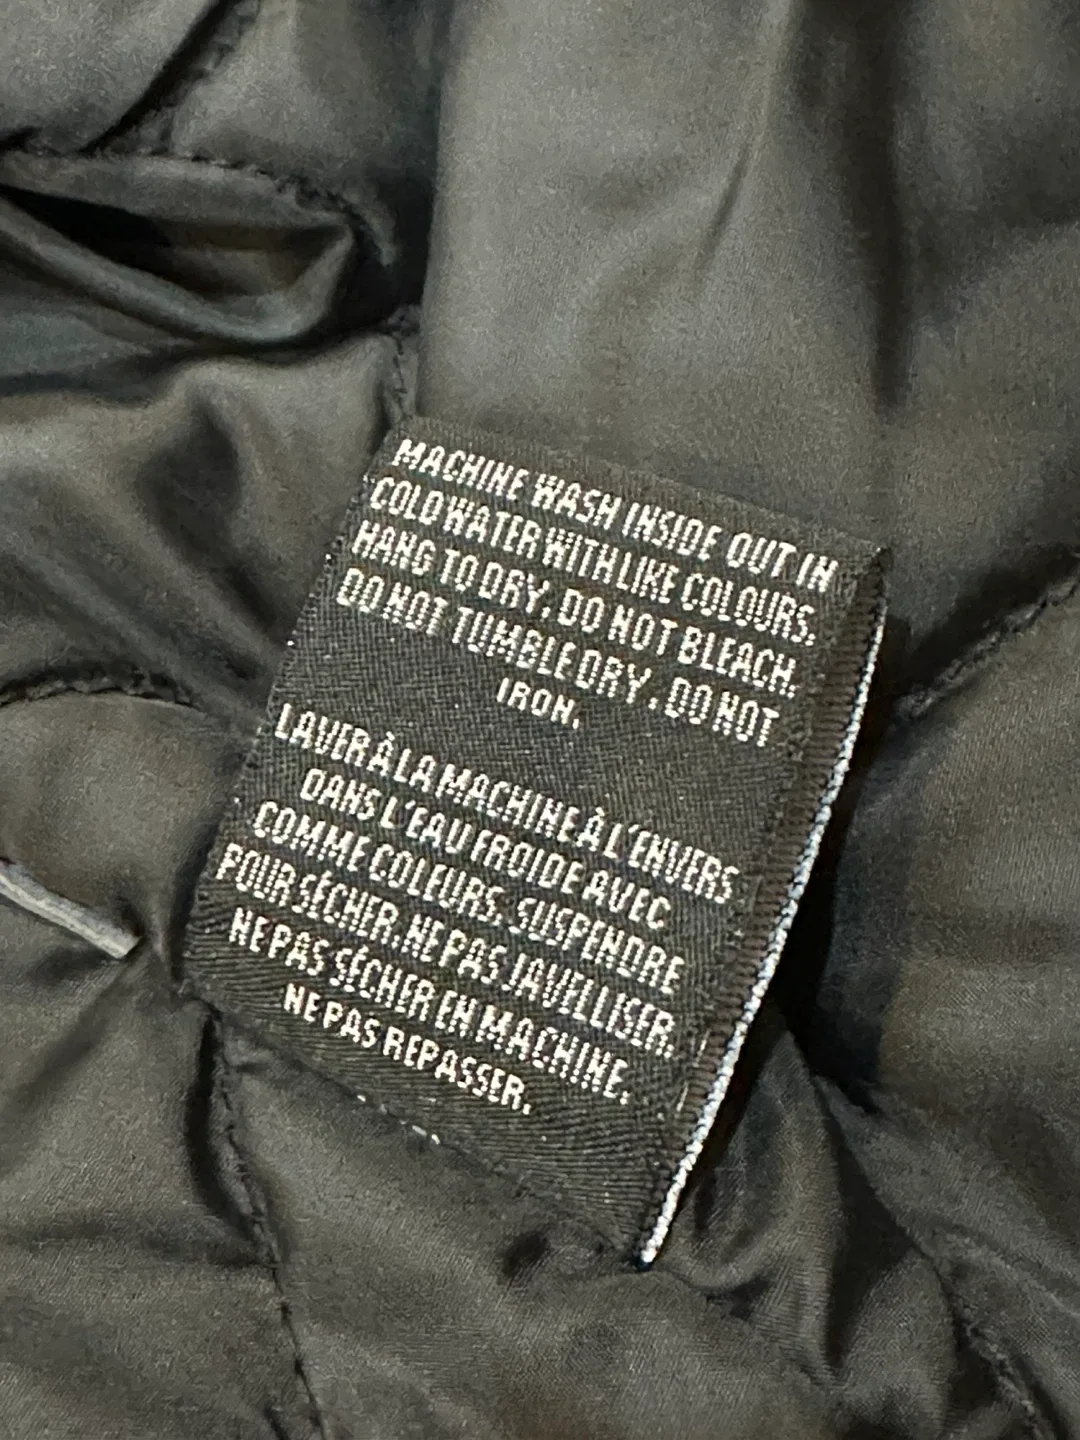 MACHINE WASH INSIDE OUT IN
COLD WATER WITH LIKE COLOURS.
HANG TO DRY. DO NOT BLEACH.
DO NOT TUMBLE DRY. DO NOT
IRON.
LAVER À LA MACHINE À L'ENVERS
DANS L'EAU FROIDE AVEC
COMME COLEURS. SUSPENDRE
POUR SÉCHER. NE PAS JAVELLISER.
NE PAS SÉCHER EN MACHINE.
NE PAS REPASSER.